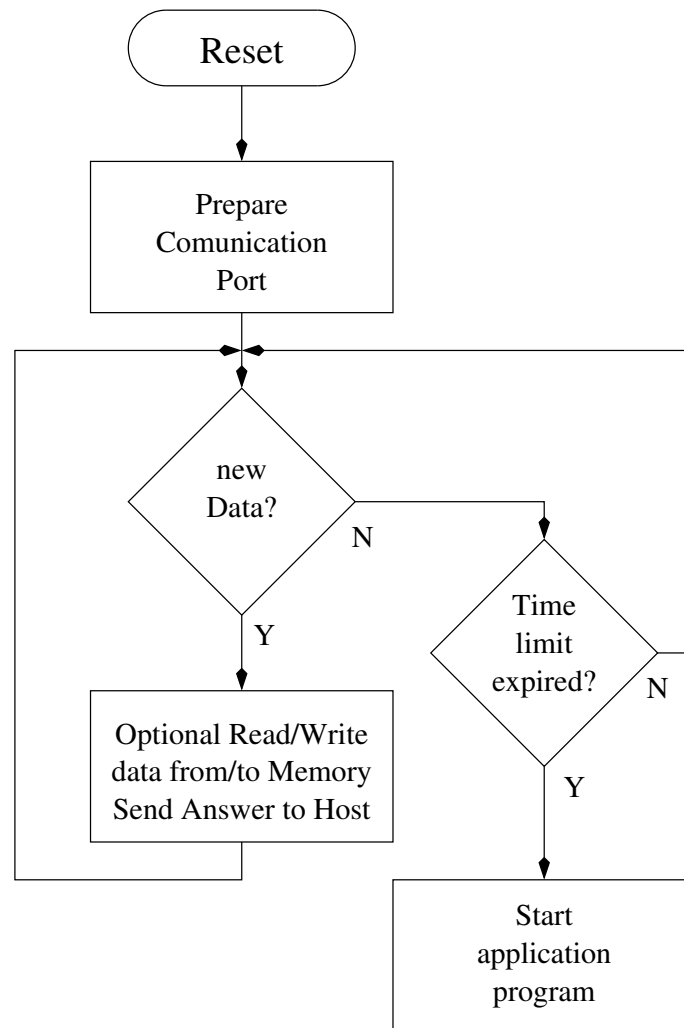 Reset
Prepare
Comunication
Port
new
Data?
N
Y
Time
limit
expired?
N
Y
Optional Read/Write
data from/to Memory
Send Answer to Host
Start
application
program